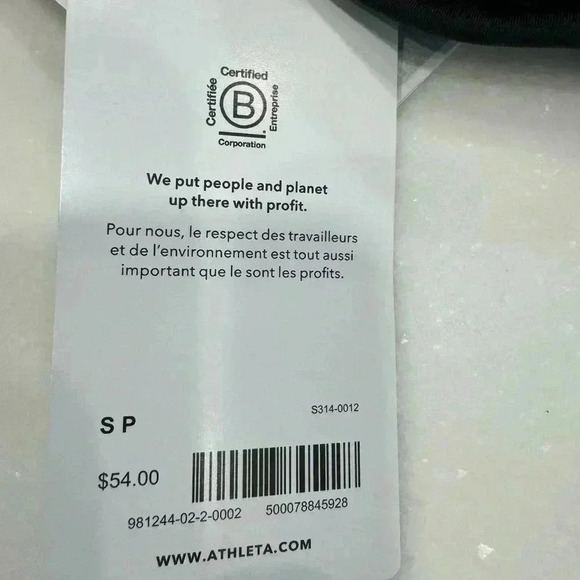 Certified
Certifiée
B
Entreprise
®
Corporation
We put people and planet
up there with profit.
Pour nous, le respect des travailleurs
et de l'environnement est tout aussi
important que le sont les profits.
S314-0012
S P
$54.00
981244-02-2-0002 500078845928
WWW.ATHLETA.COM